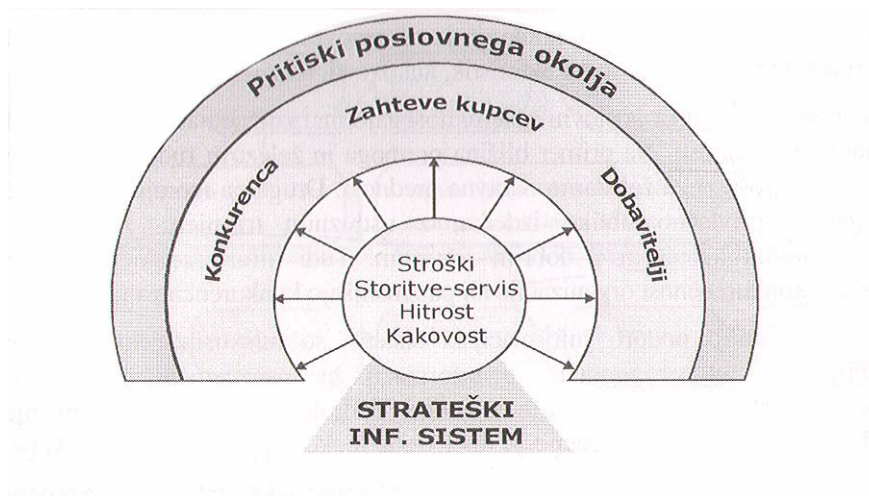 Pritiski poslovnega okolja
Zahteve kupcev
Konkurenca
Dobavitelji
Stroški
Storitve-servis
Hitrost
Kakovost
STRATEŠKI
INF. SISTEM